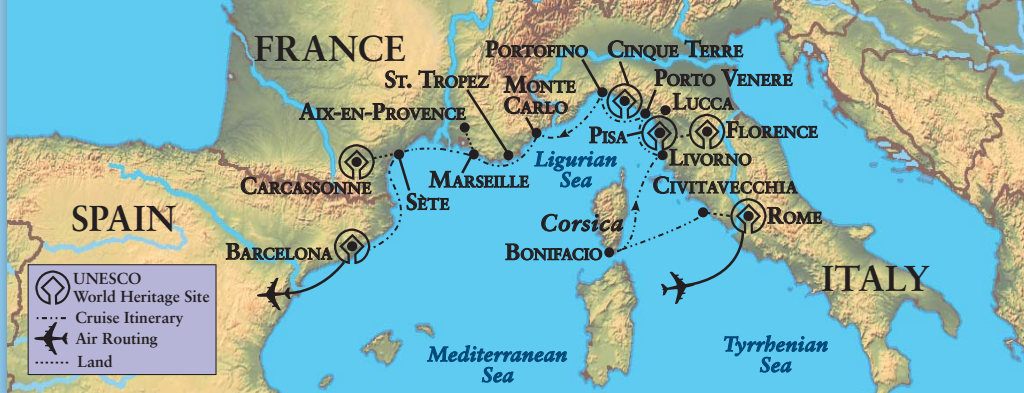 FRANCE
PORTOFINO
CINQUE TERRE
ST. TROPEZ
MONTE
CARLO
PORTO VENERE
LUCCA
AIX-EN-PROVENCE
PISA
FLORENCE
Ligurian
Sea
LIVORNO
CARCASSONNE
MARSEILLE
SÈTE
CIVITAVECCHIA
SPAIN
Corsica
ROME
BARCELONA
BONIFACIO
ITALY
UNESCO
World Heritage Site
Cruise Itinerary
Air Routing
Land
Mediterranean
Sea
Tyrrhenian
Sea